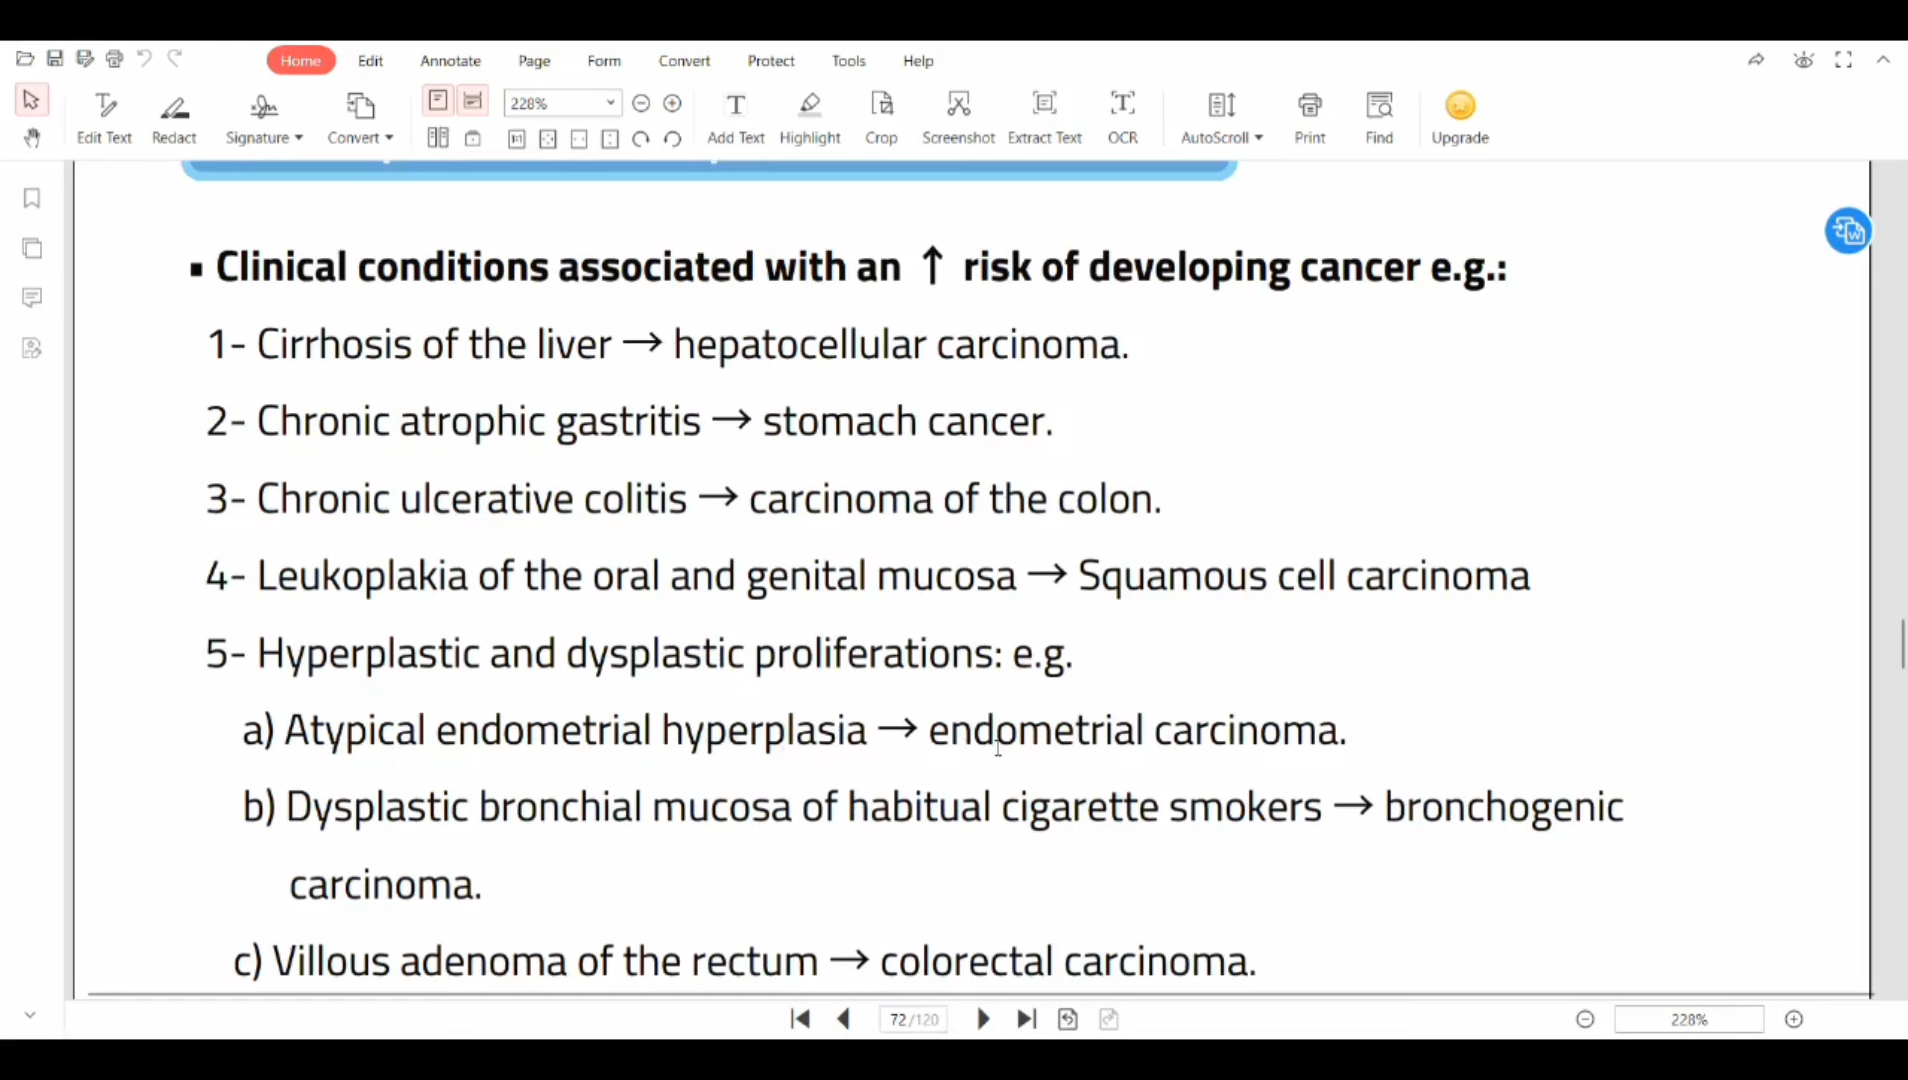 Home Edit Annotate Page Form Convert Protect Tools Help
228%
Edit Text Redact Signature Convert Add Text Highlight Crop Screenshot Extract Text OCR AutoScroll Print Find Upgrade
▪ Clinical conditions associated with an ↑ risk of developing cancer e.g.:
1- Cirrhosis of the liver → hepatocellular carcinoma.
2- Chronic atrophic gastritis → stomach cancer.
3- Chronic ulcerative colitis → carcinoma of the colon.
4- Leukoplakia of the oral and genital mucosa → Squamous cell carcinoma
5- Hyperplastic and dysplastic proliferations: e.g.
a) Atypical endometrial hyperplasia → endometrial carcinoma.
b) Dysplastic bronchial mucosa of habitual cigarette smokers → bronchogenic
carcinoma.
c) Villous adenoma of the rectum → colorectal carcinoma.
72/120
228%